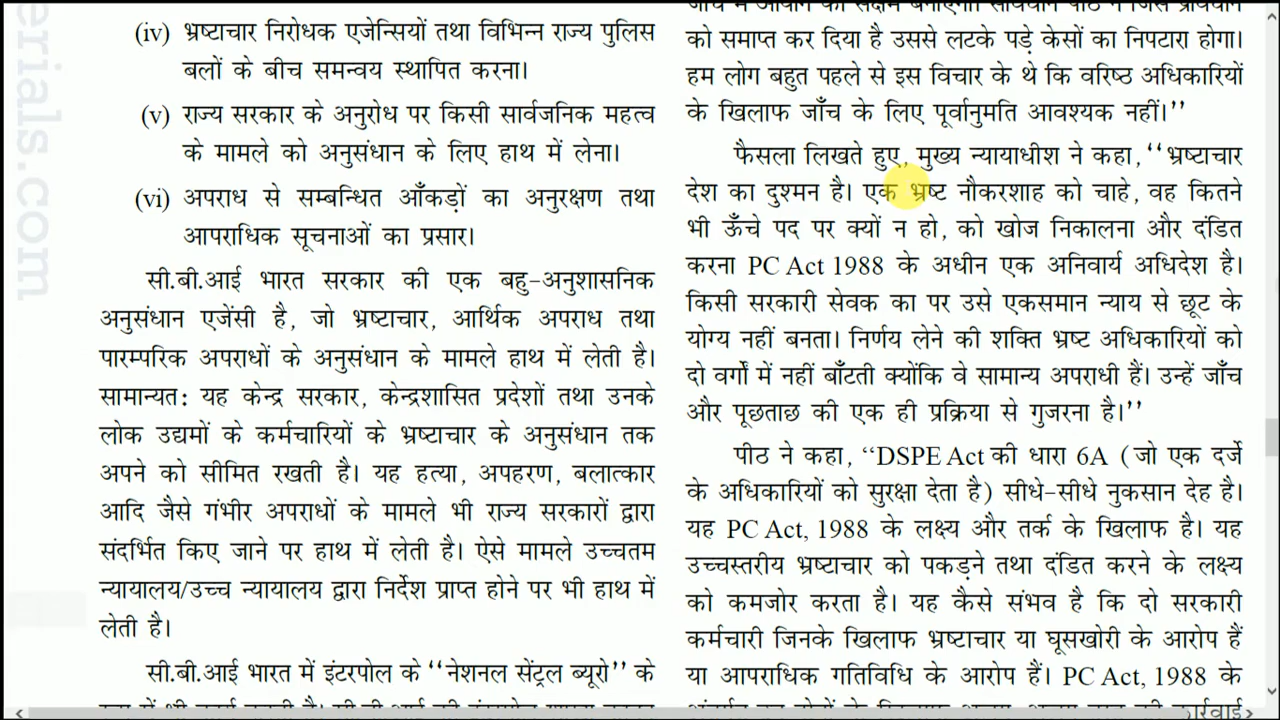 (iv) भ्रष्टाचार निरोधक एजेन्सियों तथा विभिन्न राज्य पुलिस
बलों के बीच समन्वय स्थापित करना।
(v) राज्य सरकार के अनुरोध पर किसी सार्वजनिक महत्व
के मामले को अनुसंधान के लिए हाथ में लेना।
(vi) अपराध से सम्बन्धित आँकड़ों का अनुरक्षण तथा
आपराधिक सूचनाओं का प्रसार।
सी.बी.आई भारत सरकार की एक बहु-अनुशासनिक
अनुसंधान एजेंसी है, जो भ्रष्टाचार, आर्थिक अपराध तथा
पारम्परिक अपराधों के अनुसंधान के मामले हाथ में लेती है।
सामान्यत: यह केन्द्र सरकार, केन्द्रशासित प्रदेशों तथा उनके
लोक उद्यमों के कर्मचारियों के भ्रष्टाचार के अनुसंधान तक
अपने को सीमित रखती है। यह हत्या, अपहरण, बलात्कार
आदि जैसे गंभीर अपराधों के मामले भी राज्य सरकारों द्वारा
संदर्भित किए जाने पर हाथ में लेती है। ऐसे मामले उच्चतम
न्यायालय/उच्च न्यायालय द्वारा निर्देश प्राप्त होने पर भी हाथ में
लेती है।
सी.बी.आई भारत में इंटरपोल के ‘‘नेशनल सेंट्रल ब्यूरो’’ के
को समाप्त कर दिया है उससे लटके पड़े केसों का निपटारा होगा।
हम लोग बहुत पहले से इस विचार के थे कि वरिष्ठ अधिकारियों
के खिलाफ जाँच के लिए पूर्वानुमति आवश्यक नहीं।’’
फैसला लिखते हुए, मुख्य न्यायाधीश ने कहा, ‘‘भ्रष्टाचार
देश का दुश्मन है। एक भ्रष्ट नौकरशाह को चाहे, वह कितने
भी ऊँचे पद पर क्यों न हो, को खोज निकालना और दंडित
करना PC Act 1988 के अधीन एक अनिवार्य अधिदेश है।
किसी सरकारी सेवक का पर उसे एकसमान न्याय से छूट के
योग्य नहीं बनता। निर्णय लेने की शक्ति भ्रष्ट अधिकारियों को
दो वर्गों में नहीं बाँटती क्योंकि वे सामान्य अपराधी हैं। उन्हें जाँच
और पूछताछ की एक ही प्रक्रिया से गुजरना है।’’
पीठ ने कहा, ‘‘DSPE Act की धारा 6A (जो एक दर्जे
के अधिकारियों को सुरक्षा देता है) सीधे-सीधे नुकसान देह है।
यह PC Act, 1988 के लक्ष्य और तर्क के खिलाफ है। यह
उच्चस्तरीय भ्रष्टाचार को पकड़ने तथा दंडित करने के लक्ष्य
को कमजोर करता है। यह कैसे संभव है कि दो सरकारी
कर्मचारी जिनके खिलाफ भ्रष्टाचार या घूसखोरी के आरोप हैं
या आपराधिक गतिविधि के आरोप हैं। PC Act, 1988 के
erials.com